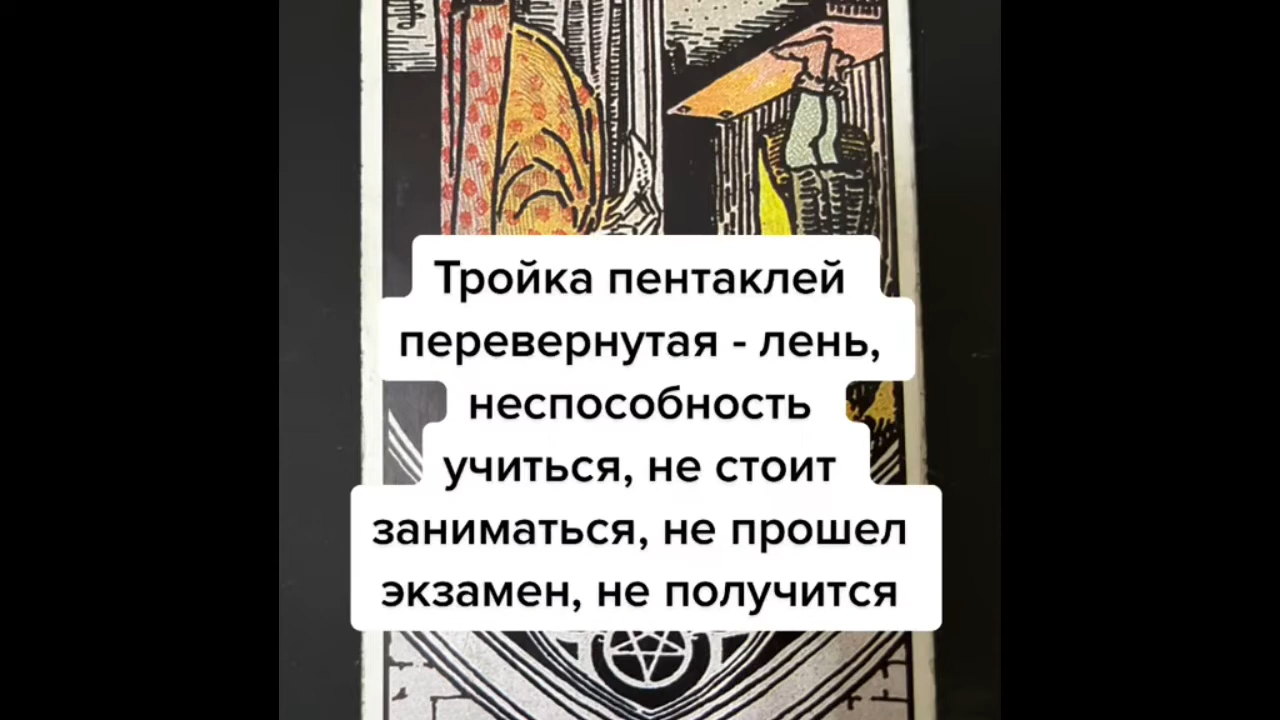 Тройка пентаклей
перевернутая - лень,
неспособность
учиться, не стоит
заниматься, не прошел
экзамен, не получится